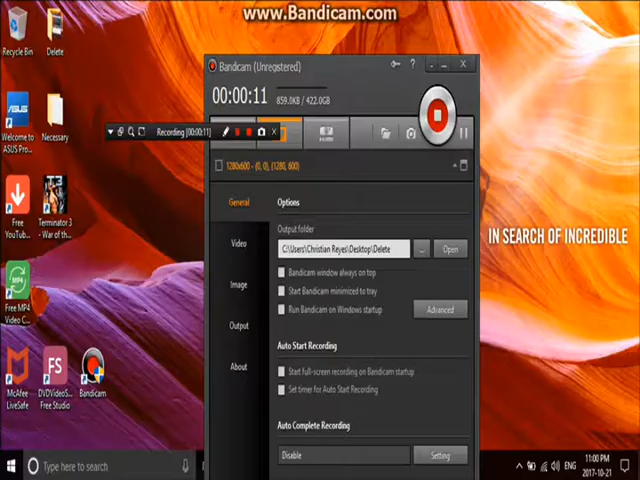 www.Bandicam.com
Recycle Bin
Delete
Bandicam (Unregistered)
00:00:11
859.0KB / 422.0GB
ASUS
Welcome to
ASUS Pro...
Necessary
Recording [00:00:11]
1280x600 - (0, 0), (1280, 600)
General
Video
Image
Output
About
Options
Output folder
C:\Users\Christian Reyes\Desktop\Delete
...
Open
Bandicam window always on top
Start Bandicam minimized to tray
Run Bandicam on Windows startup
Advanced
Auto Start Recording
Start full-screen recording on Bandicam startup
Set timer for Auto Start Recording
Auto Complete Recording
Disable
Setting
IN SEARCH OF INCREDIBLE
Free
YouTub...
Terminator 3
- War of th...
MP4
Free MP4
Video C...
McAfee
LiveSafe
FS
DVDVideoS...
Free Studio
Bandicam
Type here to search
ENG
11:00 PM
2017-10-21